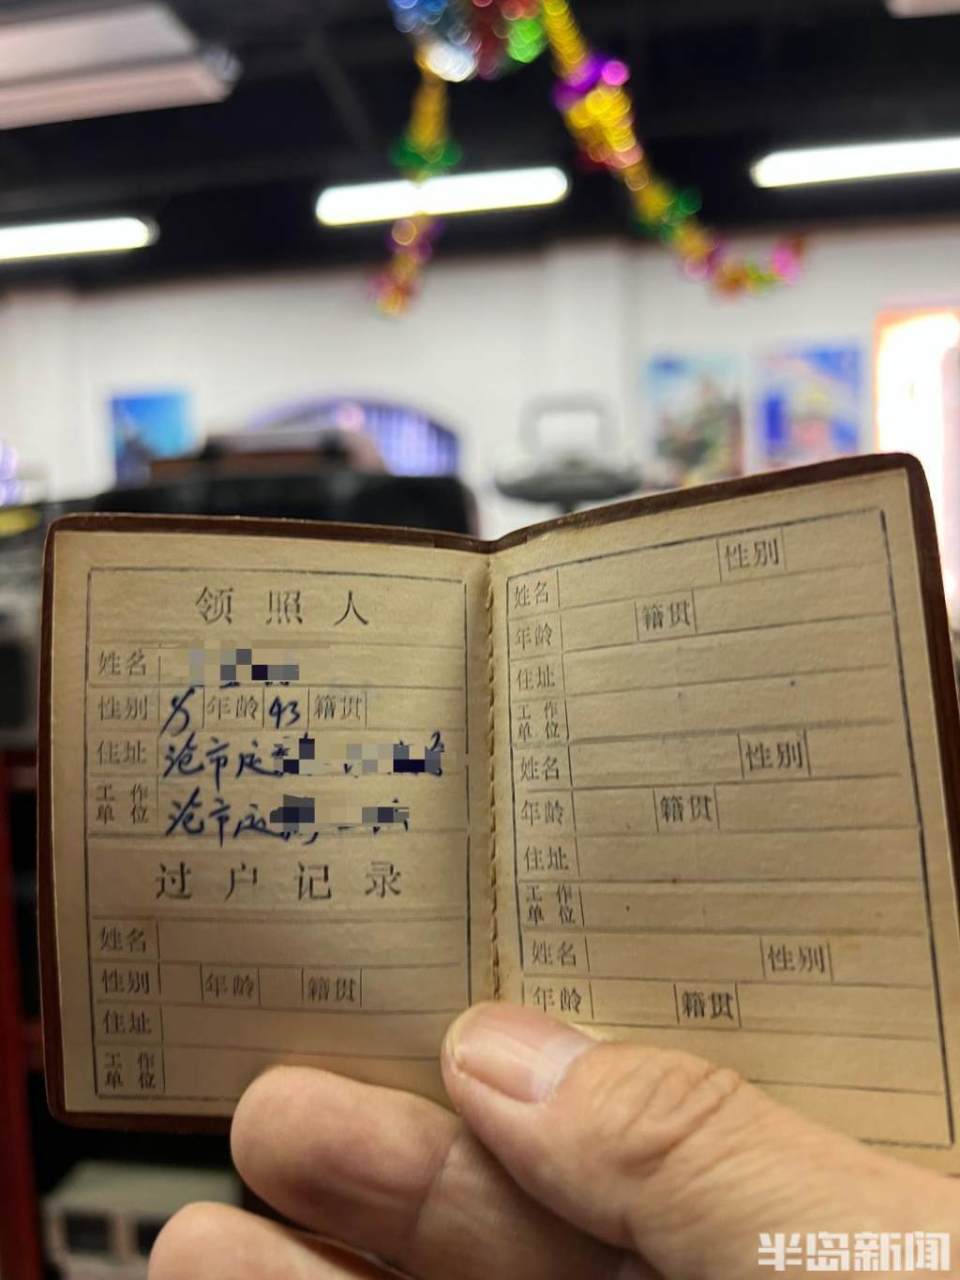 领照人
姓名
性别 男 年龄 43 籍贯
住址 沧市
工作单位 沧市
过户记录
姓名
性别 年龄 籍贯
住址
工作单位
姓名 性别
年龄 籍贯
住址
工作单位
姓名 性别
年龄 籍贯
住址
工作单位
姓名 性别
年龄 籍贯
半岛新闻